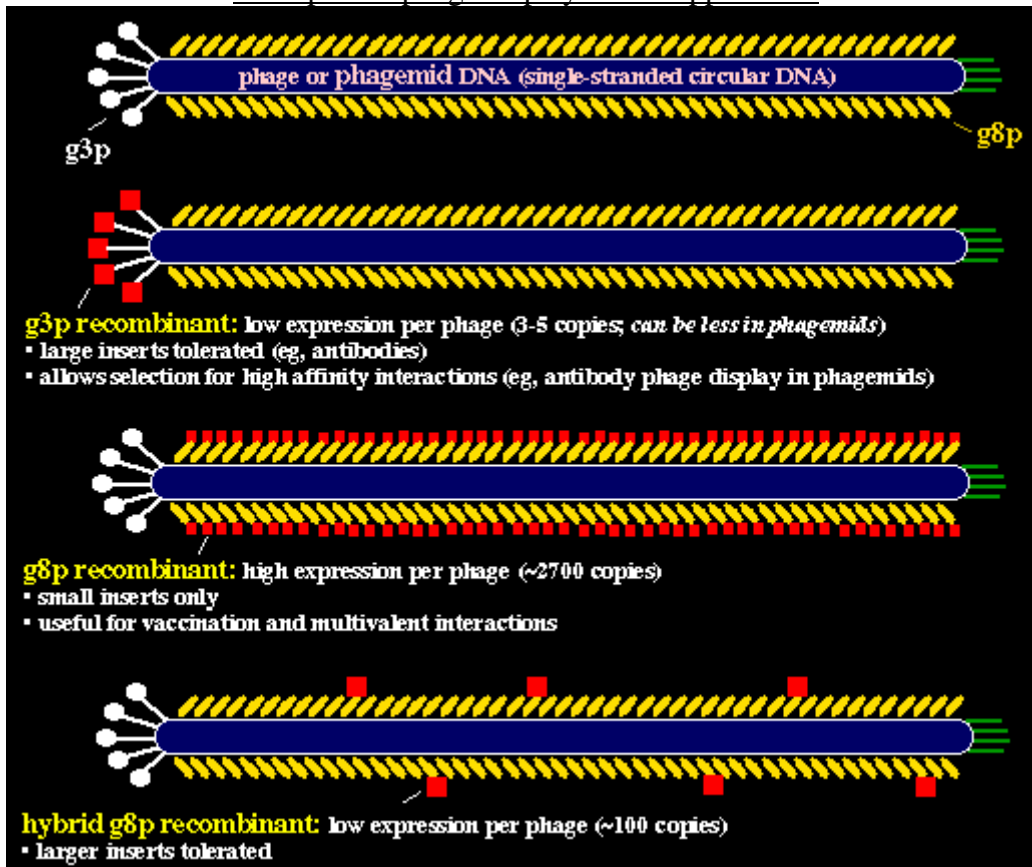 phage or phagemid DNA (single-stranded circular DNA)
g3p
g8p
g3p recombinant: low expression per phage (3-5 copies; can be less in phagemids)
▪ large inserts tolerated (eg, antibodies)
▪ allows selection for high affinity interactions (eg, antibody phage display in phagemids)
g8p recombinant: high expression per phage (~2700 copies)
▪ small inserts only
▪ useful for vaccination and multivalent interactions
hybrid g8p recombinant: low expression per phage (~100 copies)
▪ larger inserts tolerated